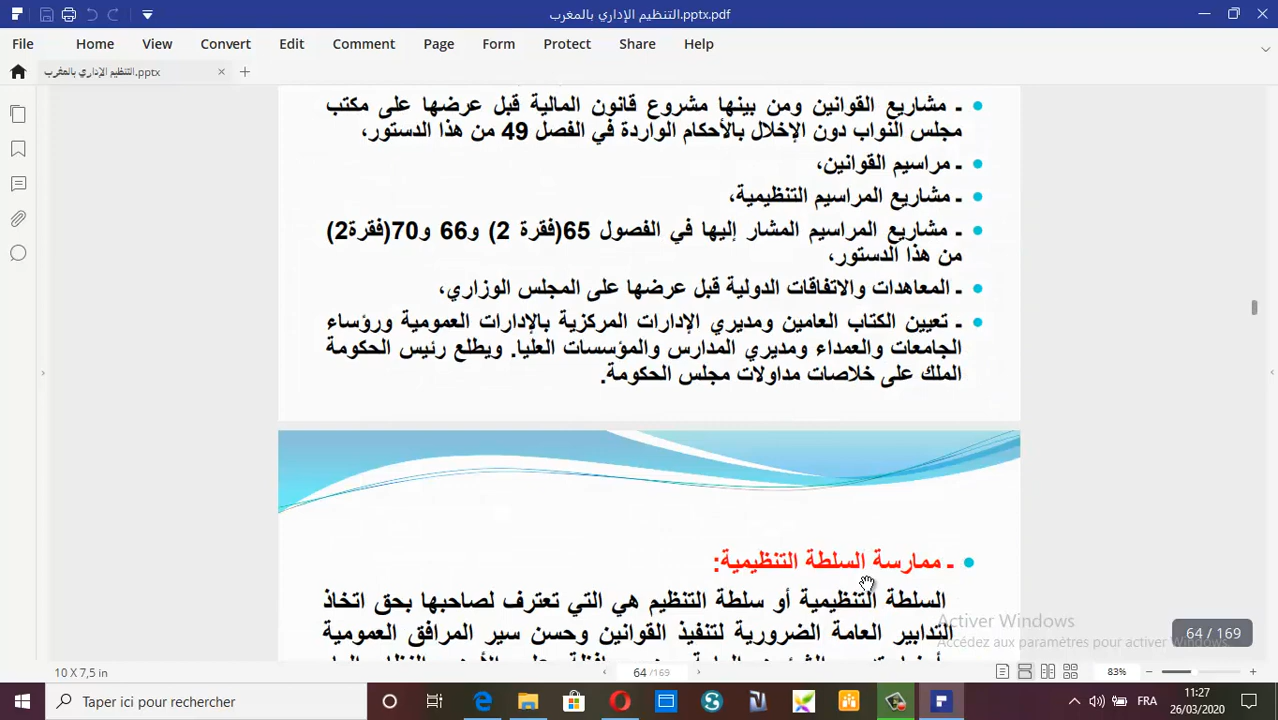 التنظيم الإداري بالمغرب.pptx.pdf
File Home View Convert Edit Comment Page Form Protect Share Help
التنظيم الإداري بالمغرب.pptx
ـ مشاريع القوانين ومن بينها مشروع قانون المالية قبل عرضها على مكتب
مجلس النواب دون الإخلال بالأحكام الواردة في الفصل 49 من هذا الدستور،
ـ مراسيم القوانين،
ـ مشاريع المراسيم التنظيمية،
ـ مشاريع المراسيم المشار إليها في الفصول 65(فقرة 2) و66 و70(فقرة2)
من هذا الدستور،
ـ المعاهدات والاتفاقات الدولية قبل عرضها على المجلس الوزاري،
ـ تعيين الكتاب العامين ومديري الإدارات المركزية بالإدارات العمومية ورؤساء
الجامعات والعمداء ومديري المدارس والمؤسسات العليا. ويطلع رئيس الحكومة
الملك على خلاصات مداولات مجلس الحكومة.
ـ ممارسة السلطة التنظيمية:
السلطة التنظيمية أو سلطة التنظيم هي التي تعترف لصاحبها بحق اتخاذ
التدابير العامة الضرورية لتنفيذ القوانين وحسن سير المرافق العمومية
Activer Windows
Accédez aux paramètres pour activer Windows.
64 / 169
10 x 7,5 in
64 /169
83%
Taper ici pour rechercher
FRA
11:27
26/03/2020